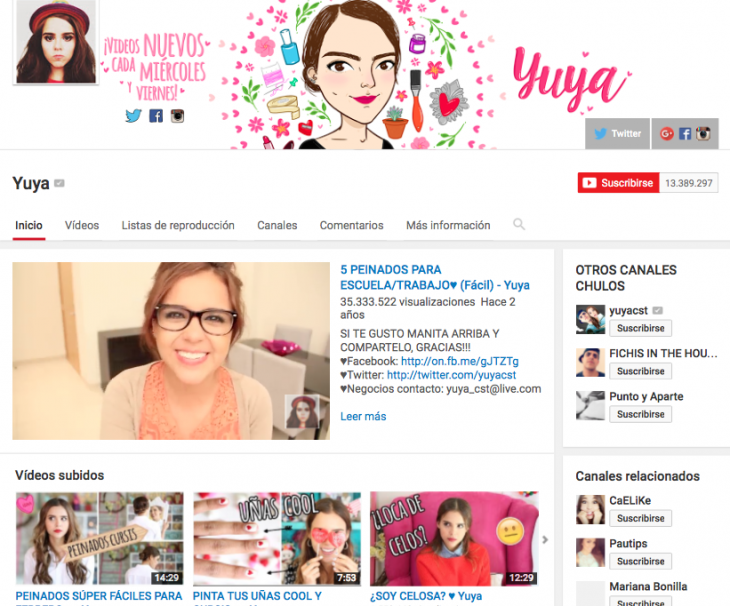 ¡VIDEOS NUEVOS
CADA MIÉRCOLES
Y VIERNES!
Yuya
Twitter
Yuya
Suscribirse 13.389.297
Inicio Vídeos Listas de reproducción Canales Comentarios Más información
5 PEINADOS PARA
ESCUELA/TRABAJO♥ (Fácil) - Yuya
35.333.522 visualizaciones Hace 2
años
SI TE GUSTO MANITA ARRIBA Y
COMPARTELO, GRACIAS!!!
♥Facebook: http://on.fb.me/gJTZTg
♥Twitter: http://twitter.com/yuyacst
♥Negocios contacto: yuya_cst@live.com
Leer más
OTROS CANALES
CHULOS
yuyacst
Suscribirse
FICHIS IN THE HOU...
Suscribirse
Punto y Aparte
Suscribirse
Vídeos subidos
PEINADOS CURSIS
14:29
UÑAS COOL
7:53
¿LOCA DE
CELOS?
12:29
PEINADOS SÚPER FÁCILES PARA
PINTA TUS UÑAS COOL Y
¿SOY CELOSA? ♥ Yuya
Canales relacionados
CaELiKe
Suscribirse
Pautips
Suscribirse
Mariana Bonilla
Suscribirse